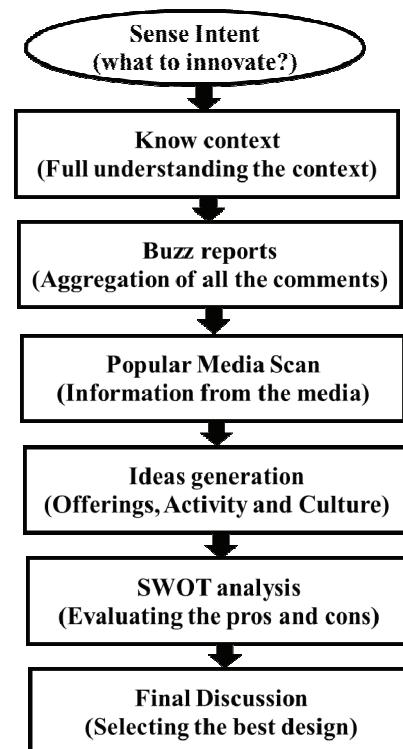 Sense Intent
(what to innovate?)
Know context
(Full understanding the context)
Buzz reports
(Aggregation of all the comments)
Popular Media Scan
(Information from the media)
Ideas generation
(Offerings, Activity and Culture)
SWOT analysis
(Evaluating the pros and cons)
Final Discussion
(Selecting the best design)